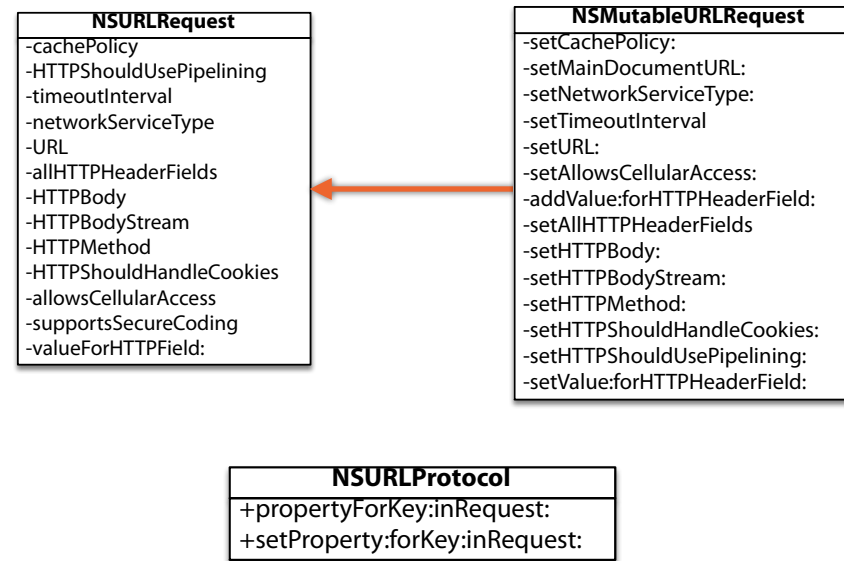 NSURLRequest
-cachePolicy
-HTTPShouldUsePipelining
-timeoutInterval
-networkServiceType
-URL
-allHTTPHeaderFields
-HTTPBody
-HTTPBodyStream
-HTTPMethod
-HTTPShouldHandleCookies
-allowsCellularAccess
-supportsSecureCoding
-valueForHTTPField:
NSMutableURLRequest
-setCachePolicy:
-setMainDocumentURL:
-setNetworkServiceType:
-setTimeoutInterval
-setURL:
-setAllowsCellularAccess:
-addValue:forHTTPHeaderField:
-setAllHTTPHeaderFields
-setHTTPBody:
-setHTTPBodyStream:
-setHTTPMethod:
-setHTTPShouldHandleCookies:
-setHTTPShouldUsePipelining:
-setValue:forHTTPHeaderField:
NSURLProtocol
+propertyForKey:inRequest:
+setProperty:forKey:inRequest: